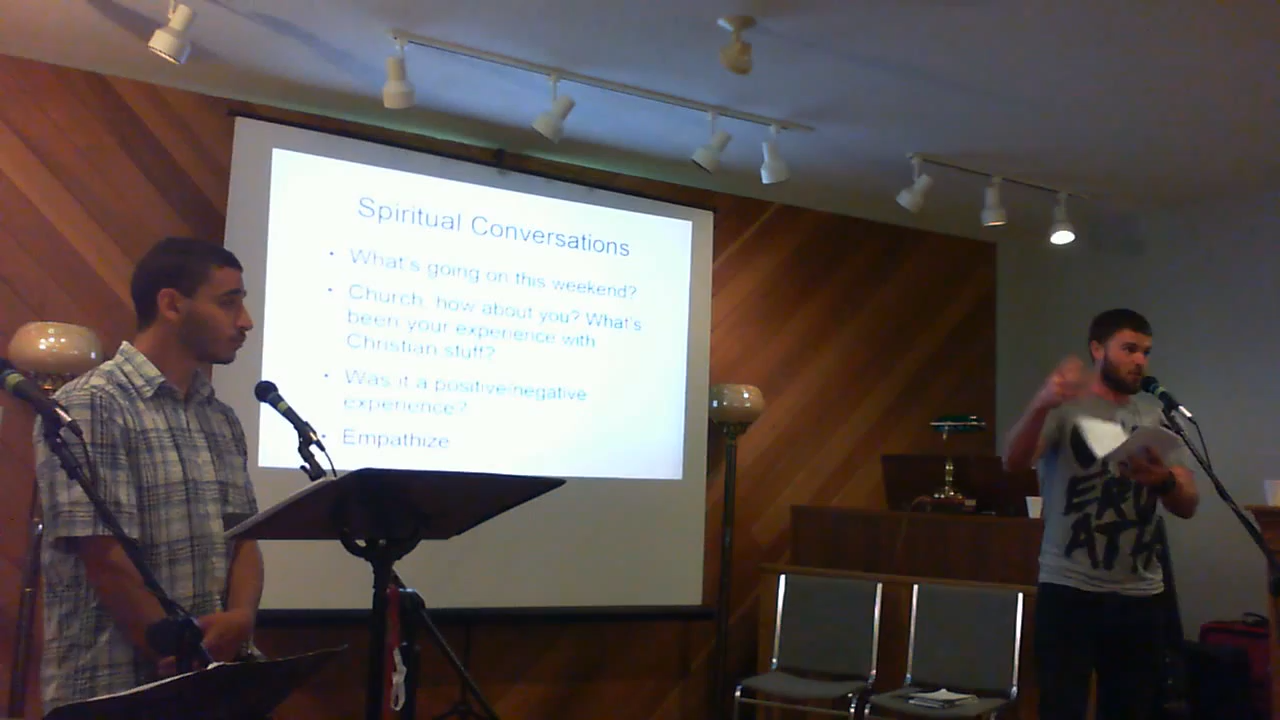 Spiritual Conversations
• What's going on this weekend?
• Church, how about you? What's
been your experience with
Christian stuff?
• Was it a positive/negative
experience?
• Empathize